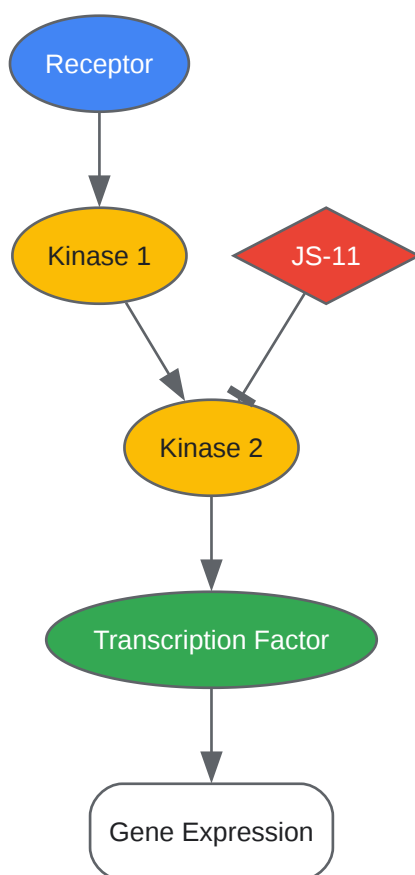 Receptor
Kinase 1
JS-11
Kinase 2
Transcription Factor
Gene Expression